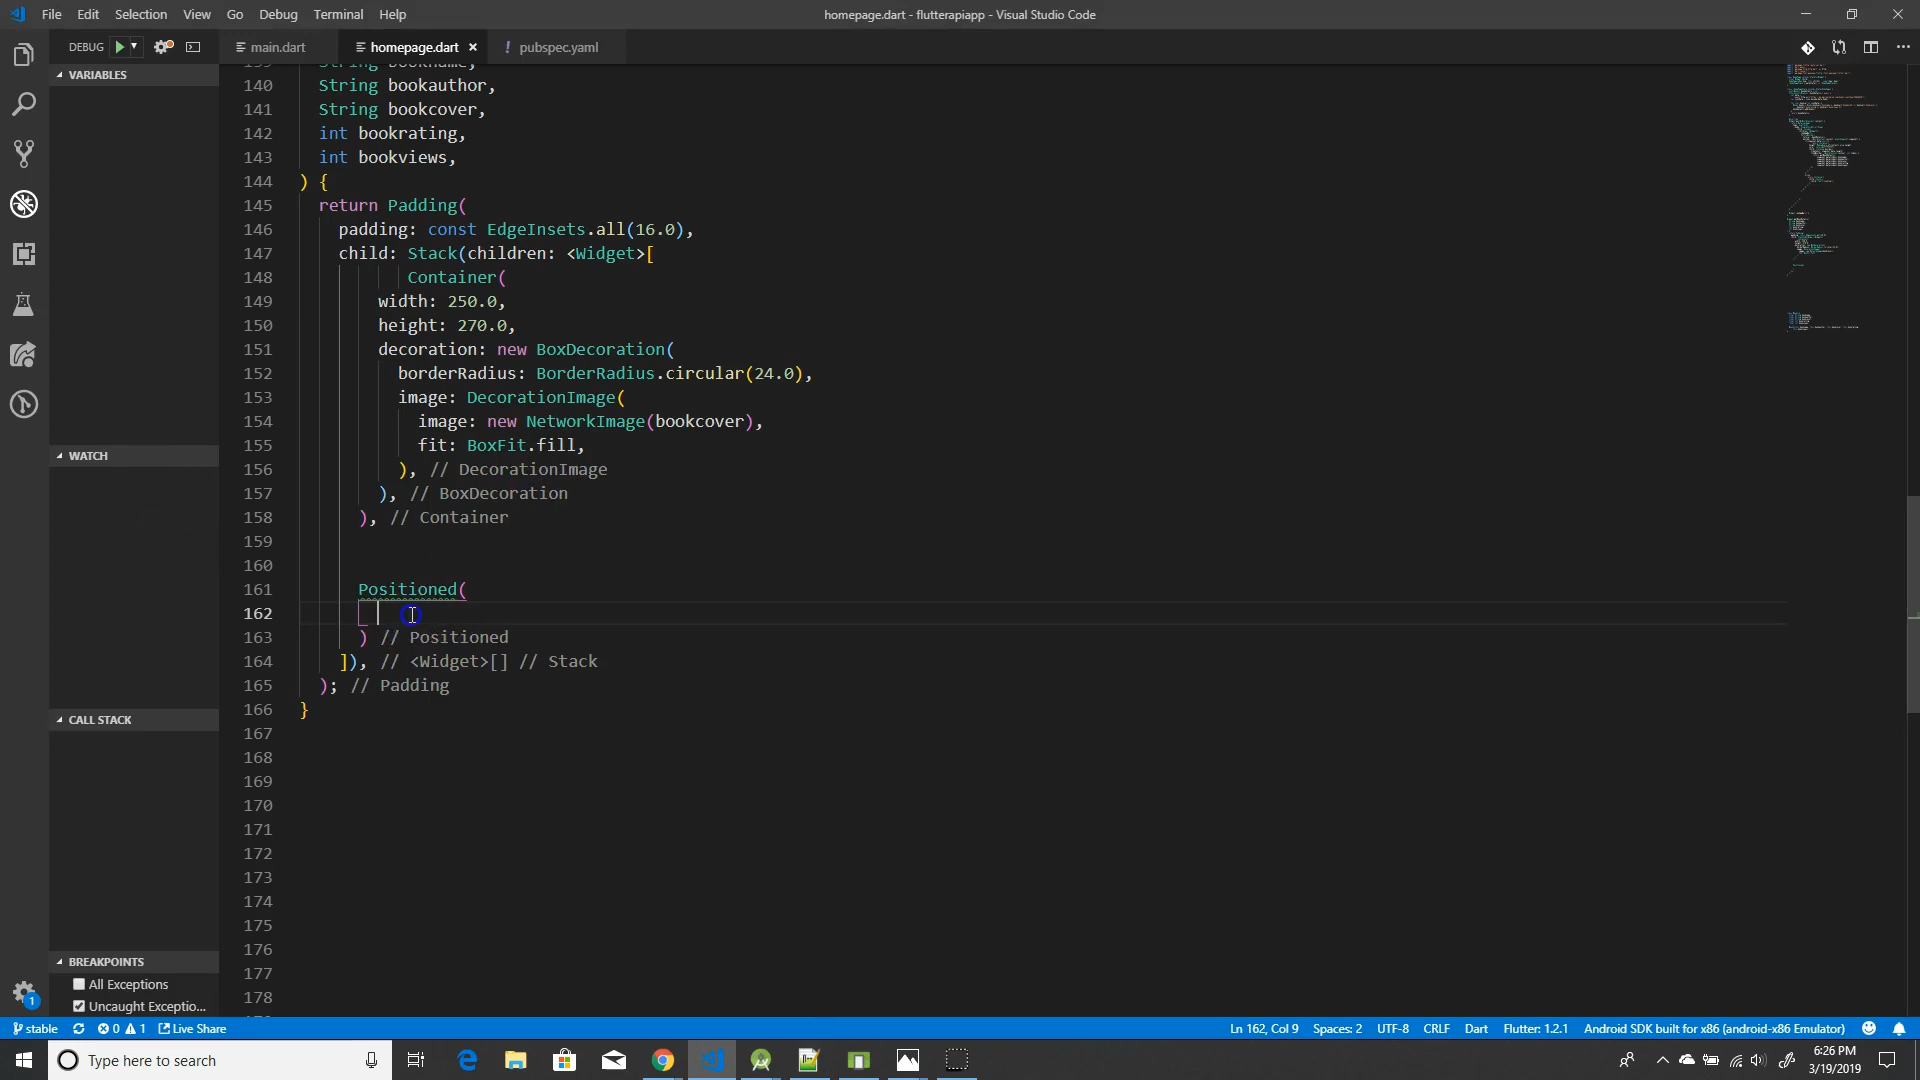 File Edit Selection View Go Debug Terminal Help
homepage.dart - flutterapiapp - Visual Studio Code
DEBUG
main.dart
homepage.dart
pubspec.yaml
VARIABLES
140 String bookauthor,
141 String bookcover,
142 int bookrating,
143 int bookviews,
144 ) {
145 return Padding(
146 padding: const EdgeInsets.all(16.0),
147 child: Stack(children: <Widget>[
148 Container(
149 width: 250.0,
150 height: 270.0,
151 decoration: new BoxDecoration(
152 borderRadius: BorderRadius.circular(24.0),
153 image: DecorationImage(
154 image: new NetworkImage(bookcover),
155 fit: BoxFit.fill,
156 ), // DecorationImage
157 ), // BoxDecoration
158 ), // Container
159
160
161 Positioned(
162
163 ) // Positioned
164 ]), // <Widget>[] // Stack
165 ); // Padding
166 }
167
168
169
170
171
172
173
174
175
176
177
178
WATCH
CALL STACK
BREAKPOINTS
All Exceptions
Uncaught Exceptio...
1
stable
0
1
Live Share
Ln 162, Col 9
Spaces: 2
UTF-8
CRLF
Dart
Flutter: 1.2.1
Android SDK built for x86 (android-x86 Emulator)
Type here to search
6:26 PM
3/19/2019